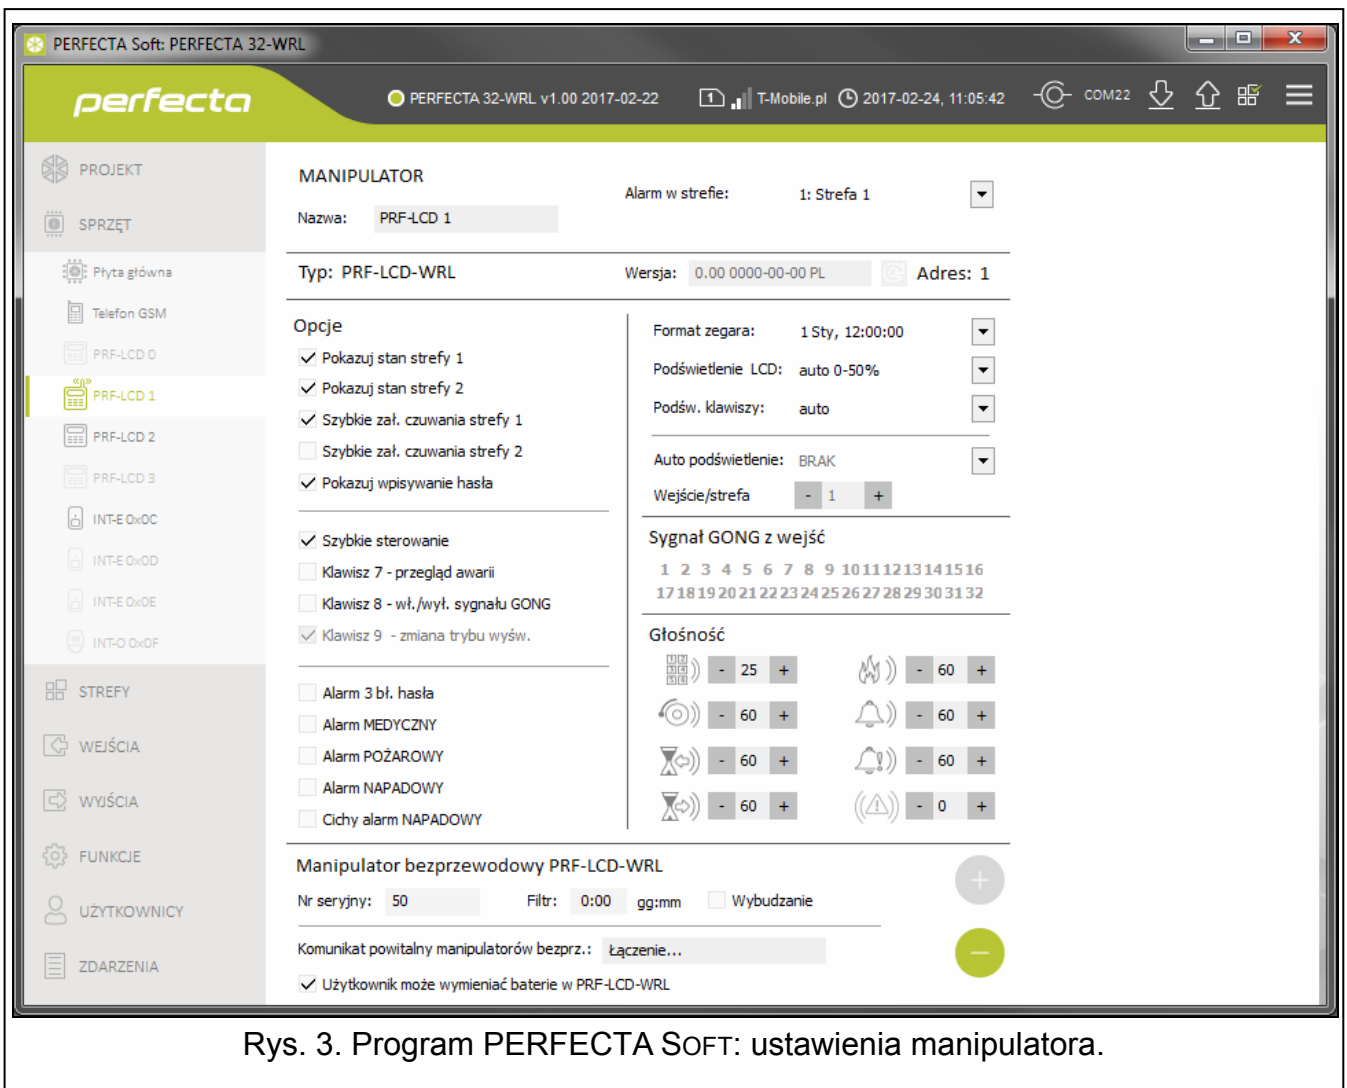 PERFECTA Soft: PERFECTA 32-WRL
perfecta
PERFECTA 32-WRL v1.00 2017-02-22
1 T-Mobile.pl 2017-02-24, 11:05:42
COM22
PROJEKT
SPRZĘT
Płyta główna
Telefon GSM
PRF-LCD 0
PRF-LCD 1
PRF-LCD 2
PRF-LCD 3
INT-E 0x0C
INT-E 0x0D
INT-E 0x0E
INT-O 0x0F
STREFY
WEJŚCIA
WYJŚCIA
FUNKCJE
UŻYTKOWNICY
ZDARZENIA
MANIPULATOR
Nazwa: PRF-LCD 1
Alarm w strefie: 1: Strefa 1
Typ: PRF-LCD-WRL
Wersja: 0.00 0000-00-00 PL
Adres: 1
Opcje
Pokazuj stan strefy 1
Pokazuj stan strefy 2
Szybkie zał. czuwania strefy 1
Szybkie zał. czuwania strefy 2
Pokazuj wpisywanie hasła
Szybkie sterowanie
Klawisz 7 - przegląd awarii
Klawisz 8 - wł./wył. sygnału GONG
Klawisz 9 - zmiana trybu wyśw.
Alarm 3 bł. hasła
Alarm MEDYCZNY
Alarm POŻAROWY
Alarm NAPADOWY
Cichy alarm NAPADOWY
Format zegara: 1 Sty, 12:00:00
Podświetlenie LCD: auto 0-50%
Podśw. klawiszy: auto
Auto podświetlenie: BRAK
Wejście/strefa - 1 +
Sygnał GONG z wejść
1 2 3 4 5 6 7 8 9 10 11 12 13 14 15 16
17 18 19 20 21 22 23 24 25 26 27 28 29 30 31 32
Głośność
- 25 + - 60 +
- 60 + - 60 +
- 60 + - 60 +
- 60 + - 0 +
Manipulator bezprzewodowy PRF-LCD-WRL
Nr seryjny: 50 Filtr: 0:00 gg:mm Wybudzanie
Komunikat powitalny manipulatorów bezprz.: Łączenie...
Użytkownik może wymieniać baterie w PRF-LCD-WRL
Rys. 3. Program PERFECTA SOFT: ustawienia manipulatora.